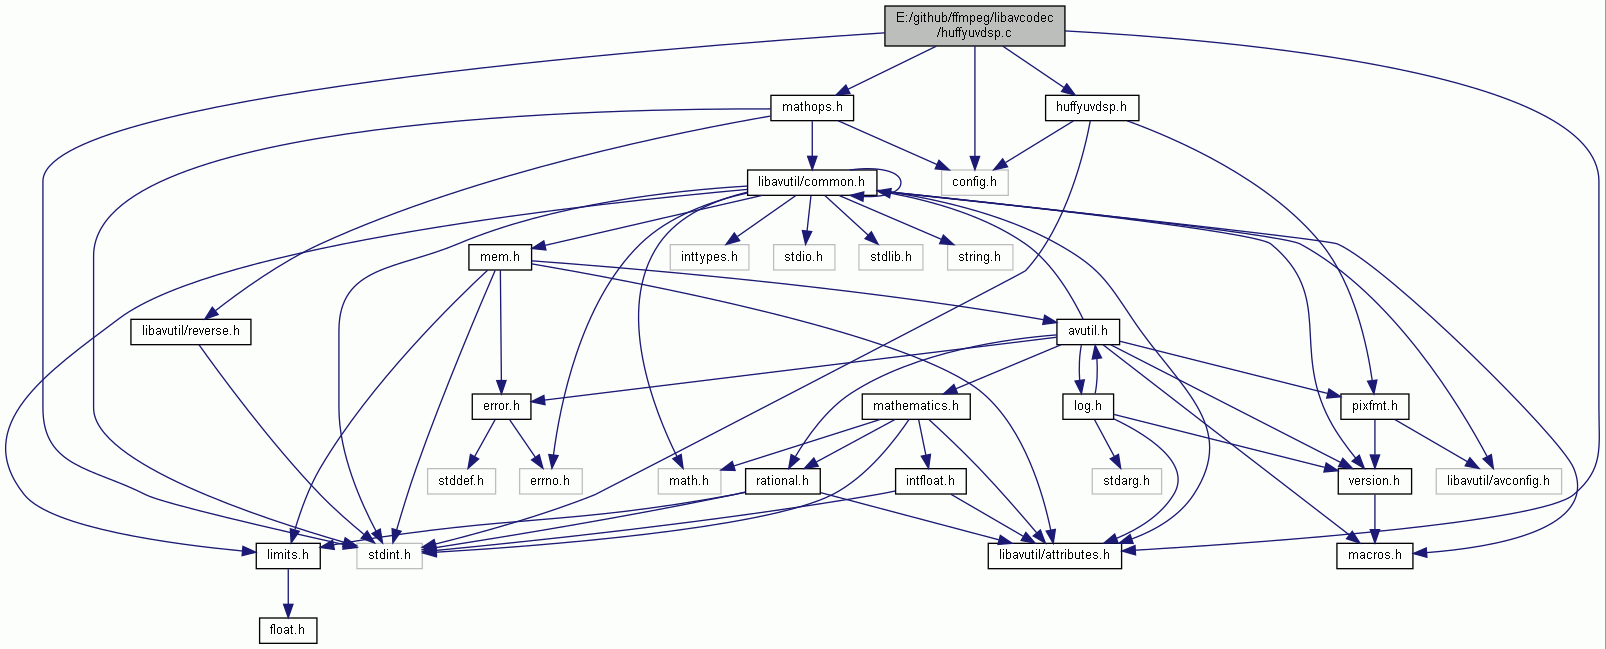 E:/github/ffmpeg/libavcodec
/huffyuvdsp.c
mathops.h
huffyuvdsp.h
libavutil/common.h
config.h
mem.h
inttypes.h
stdio.h
stdlib.h
string.h
libavutil/reverse.h
avutil.h
error.h
mathematics.h
log.h
pixfmt.h
stddef.h
errno.h
math.h
rational.h
intfloat.h
stdarg.h
version.h
libavutil/avconfig.h
limits.h
stdint.h
libavutil/attributes.h
macros.h
float.h